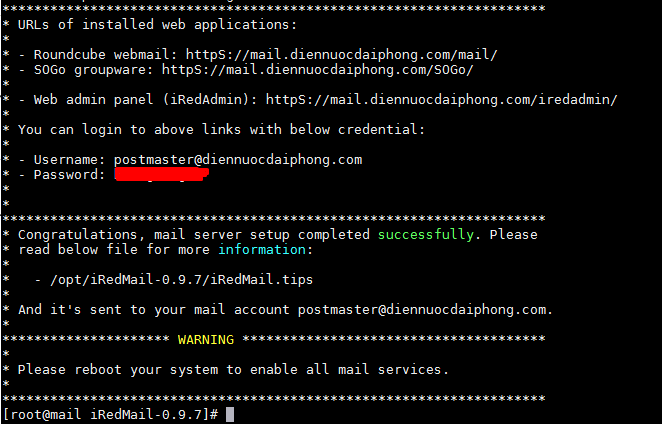 ********************************************************************
* URLs of installed web applications:
*
* - Roundcube webmail: httpS://mail.diennuocdaiphong.com/mail/
* - SOGo groupware: httpS://mail.diennuocdaiphong.com/SOGo/
*
* - Web admin panel (iRedAdmin): httpS://mail.diennuocdaiphong.com/iredadmin/
*
* You can login to above links with below credential:
*
* - Username: postmaster@diennuocdaiphong.com
* - Password:
*
*
********************************************************************
* Congratulations, mail server setup completed successfully. Please
* read below file for more information:
*
*   - /opt/iRedMail-0.9.7/iRedMail.tips
*
* And it's sent to your mail account postmaster@diennuocdaiphong.com.
*
********************* WARNING **************************************
*
* Please reboot your system to enable all mail services.
*
********************************************************************
[root@mail iRedMail-0.9.7]#